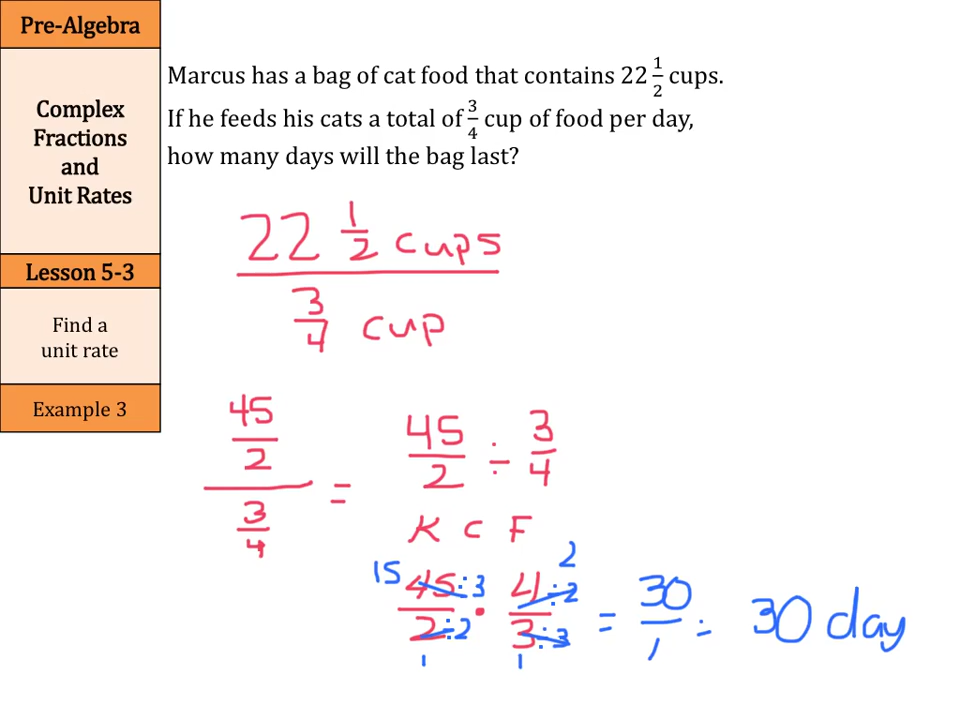 Pre-Algebra
Complex
Fractions
and
Unit Rates
Lesson 5-3
Find a
unit rate
Example 3
Marcus has a bag of cat food that contains 22 1/2 cups.
If he feeds his cats a total of 3/4 cup of food per day,
how many days will the bag last?
22 1/2 cups
3/4 cup
45/2
3/4
= 45/2 ÷ 3/4
K C F
15 45÷3 / 2÷2 1 · 4÷2 2 / 3÷3 1 = 30/1 = 30 day